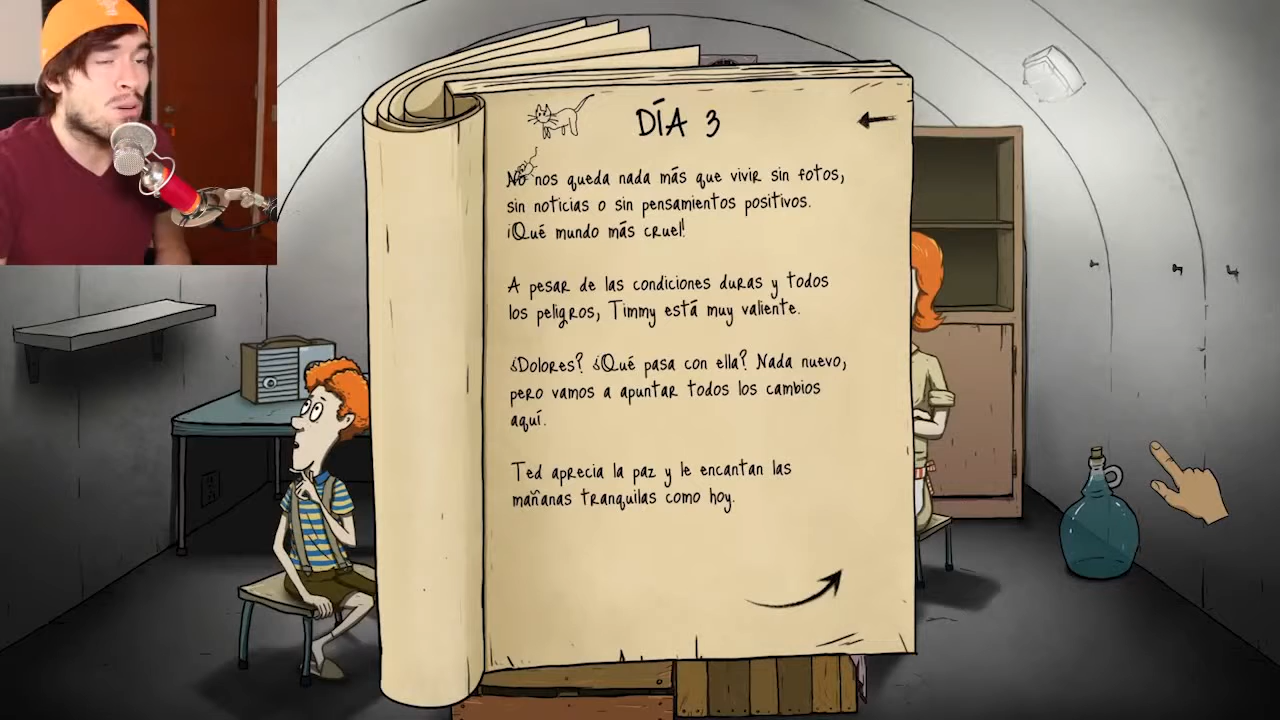 DÍA 3
No nos queda nada más que vivir sin fotos,
sin noticias o sin pensamientos positivos.
¡Qué mundo más cruel!
A pesar de las condiciones duras y todos
los peligros, Timmy está muy valiente.
¿Dolores? ¿Qué pasa con ella? Nada nuevo,
pero vamos a apuntar todos los cambios
aquí.
Ted aprecia la paz y le encantan las
mañanas tranquilas como hoy.